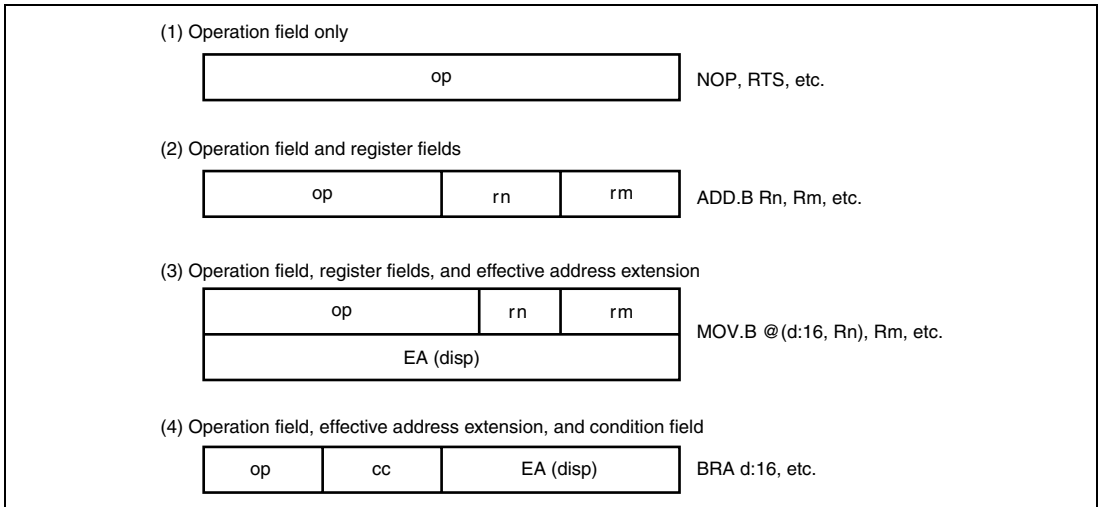 (1) Operation field only
op
NOP, RTS, etc.
(2) Operation field and register fields
op rn rm
ADD.B Rn, Rm, etc.
(3) Operation field, register fields, and effective address extension
op rn rm
EA (disp)
MOV.B @(d:16, Rn), Rm, etc.
(4) Operation field, effective address extension, and condition field
op cc EA (disp)
BRA d:16, etc.